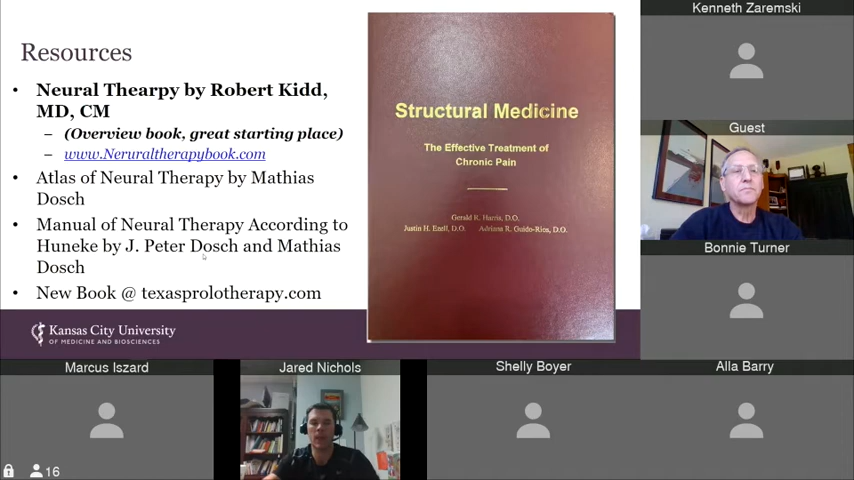 Resources
• Neural Thearpy by Robert Kidd,
MD, CM
– (Overview book, great starting place)
– www.Neruraltherapybook.com
• Atlas of Neural Therapy by Mathias
Dosch
• Manual of Neural Therapy According to
Huneke by J. Peter Dosch and Mathias
Dosch
• New Book @ texasprolotherapy.com
Structural Medicine
The Effective Treatment of
Chronic Pain
Gerald R. Harris, D.O.
Justin H. Ezell, D.O. Adriana R. Guido-Rios, D.O.
Kansas City University
OF MEDICINE AND BIOSCIENCES
Kenneth Zaremski
Guest
Bonnie Turner
Marcus Iszard
Jared Nichols
Shelly Boyer
Alla Barry
16